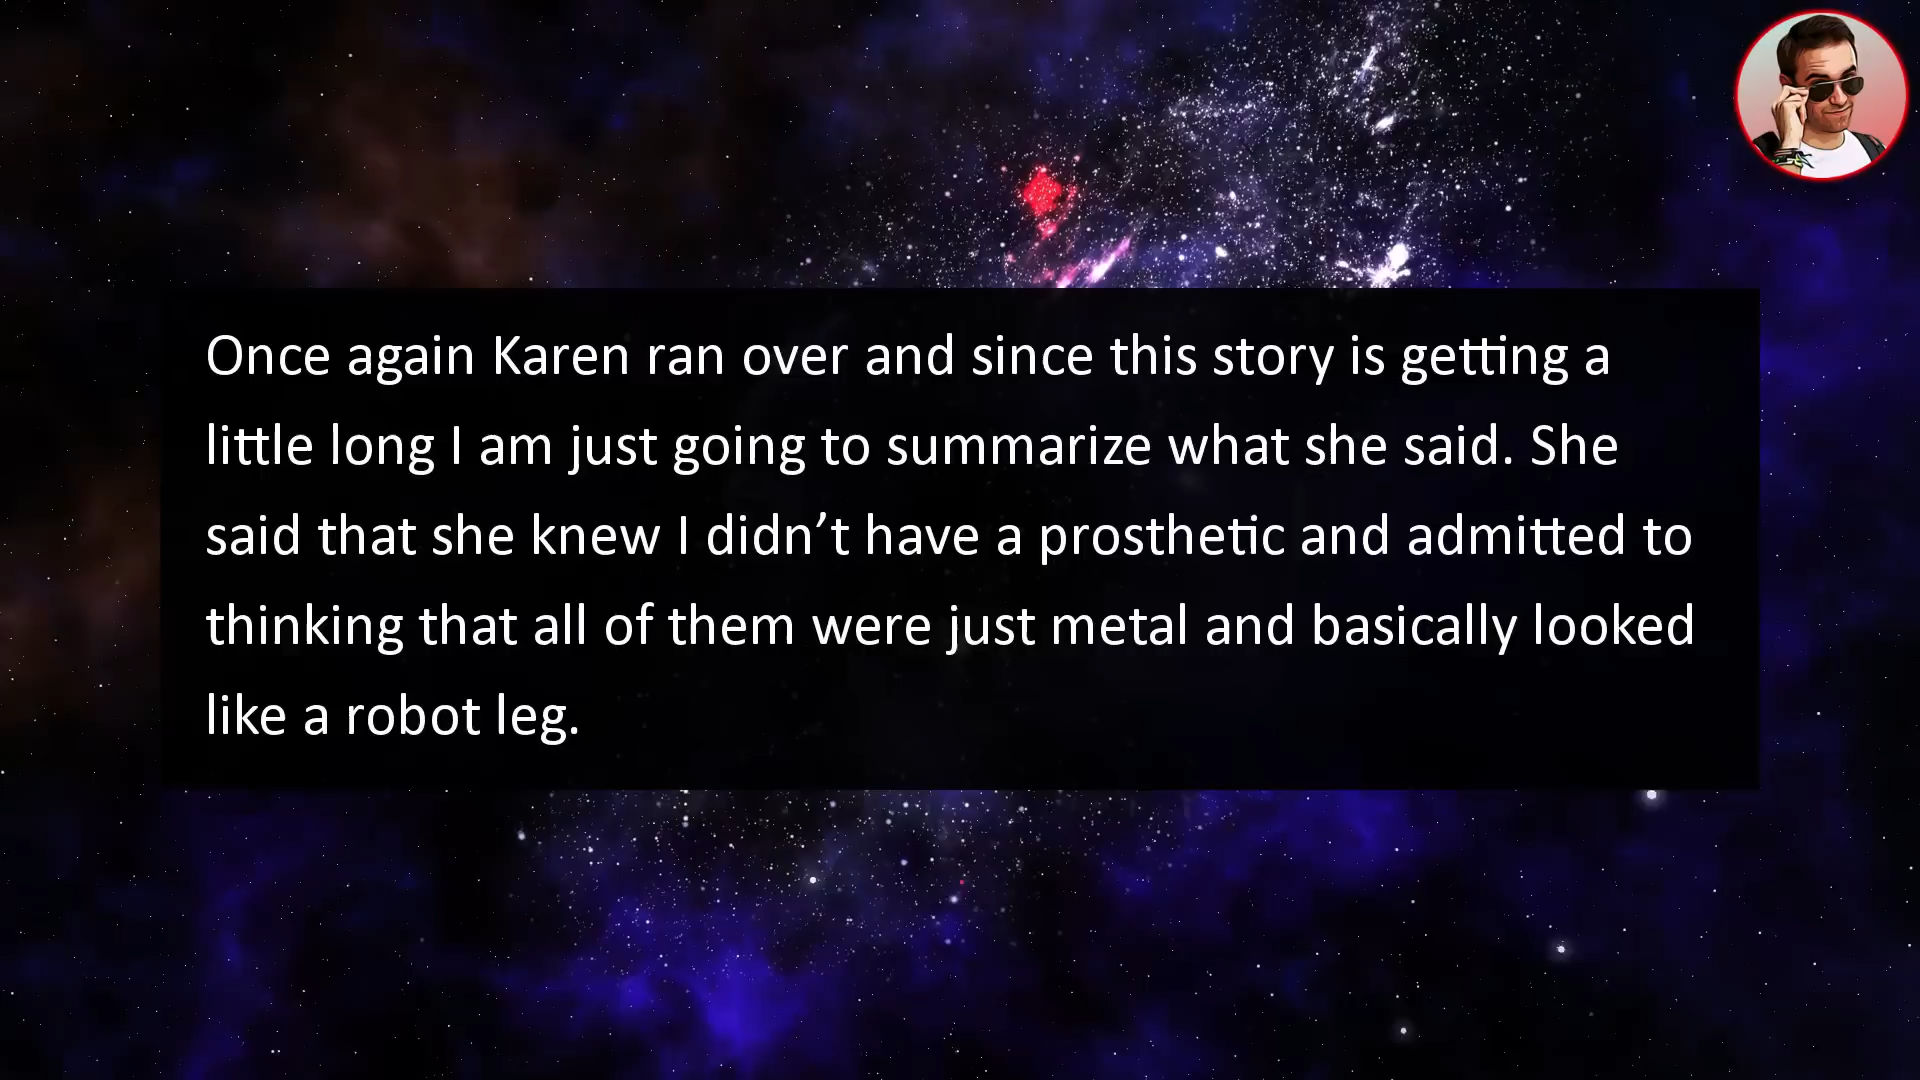 Once again Karen ran over and since this story is getting a
little long I am just going to summarize what she said. She
said that she knew I didn’t have a prosthetic and admitted to
thinking that all of them were just metal and basically looked
like a robot leg.